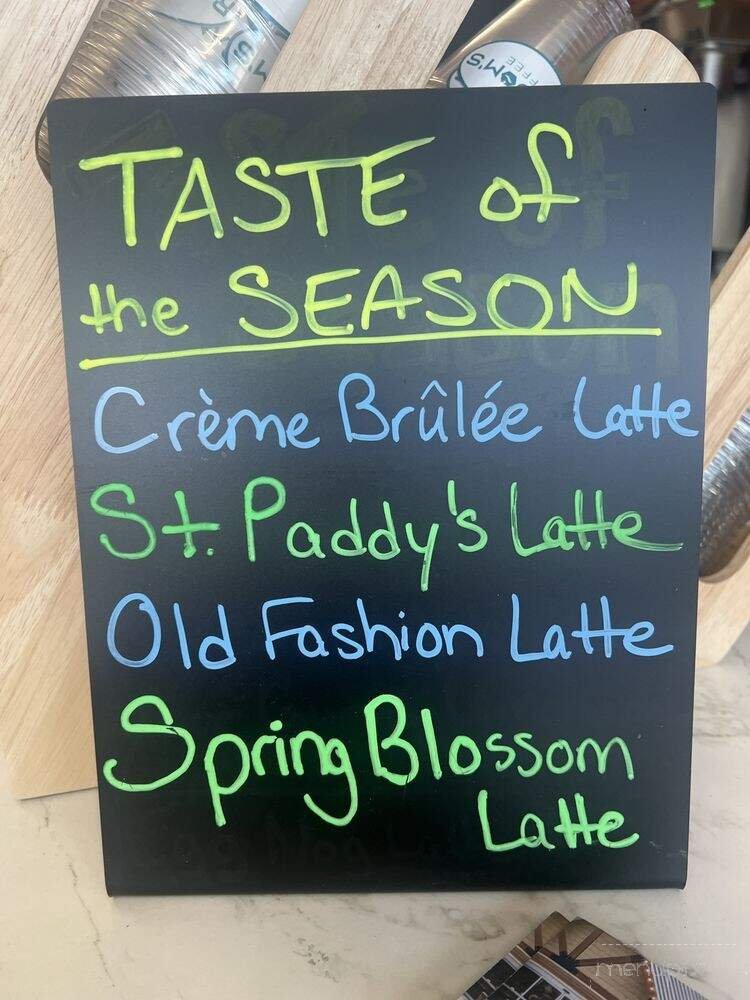 TASTE of
the SEASON
Crème Brûlée Latte
St. Paddy's Latte
Old Fashion Latte
Spring Blossom
Latte